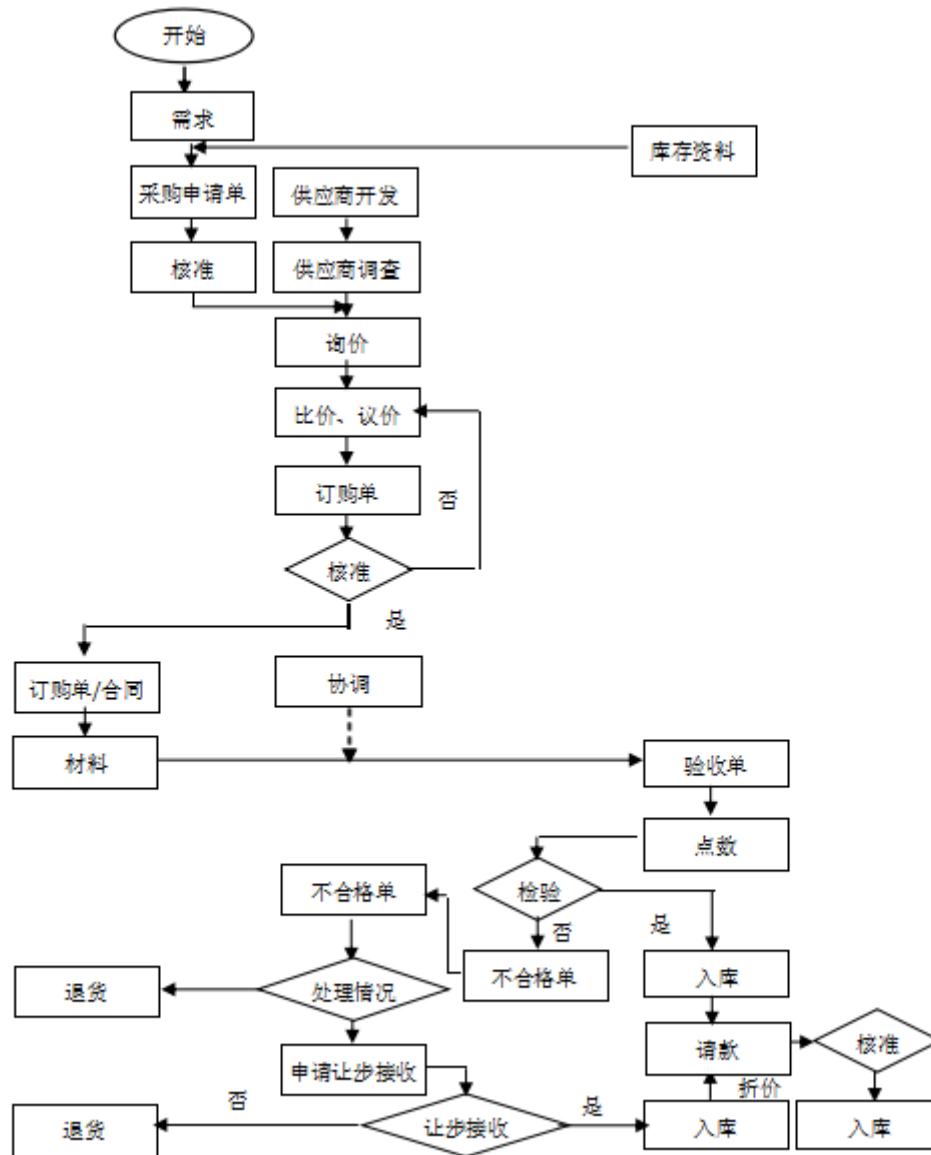 开始
需求
库存资料
采购申请单
供应商开发
核准
供应商调查
询价
比价、议价
订购单
否
核准
是
订购单/合同
协调
材料
验收单
点数
不合格单
检验
是
否
退货
处理情况
不合格单
入库
请款
核准
申请让步接收
折价
否
是
退货
让步接收
入库
入库